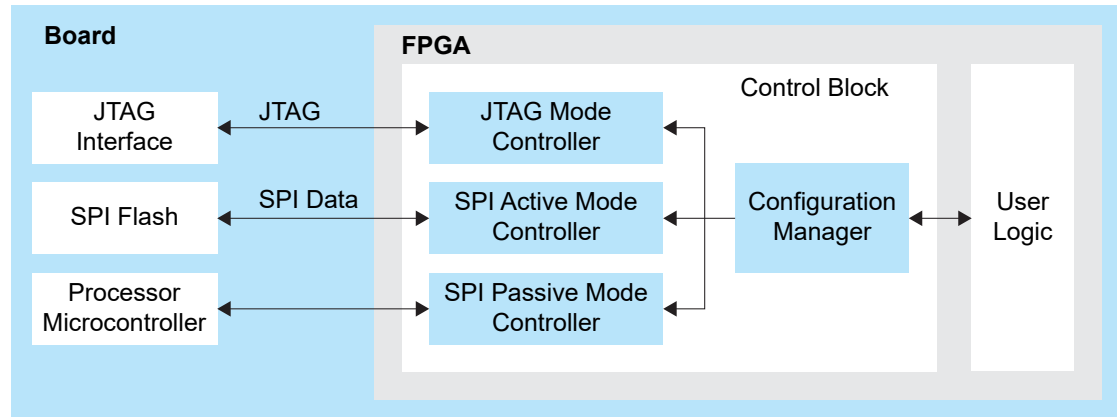 Board
FPGA
Control Block
JTAG
Interface
JTAG
JTAG Mode
Controller
SPI Flash
SPI Data
SPI Active Mode
Controller
Configuration
Manager
User
Logic
Processor
Microcontroller
SPI Passive Mode
Controller